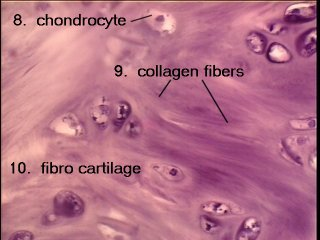 8. chondrocyte
9. collagen fibers
10. fibro cartilage